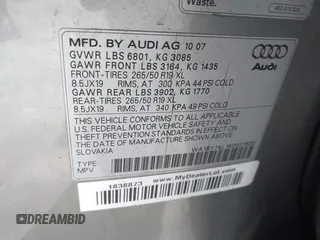 Waste.
MFD. BY AUDI AG 10 07
GVWR LBS 6801, KG 3085
GAWR FRONT LBS 3164, KG 1435
FRONT-TIRES 265/50 R19 XL
8.5JX19 RIMS, AT 300 KPA 44 PSI COLD
GAWR REAR LBS 3902, KG 1770
REAR-TIRES 265/50 R19 XL
8.5JX19 RIMS, AT 340 KPA 49 PSI COLD
Audi
THIS VEHICLE CONFORMS TO ALL APPLICABLE
FEDERAL MOTOR VEHICLE SAFETY, BUMPER, AND
THEFT PREVENTION STANDARDS IN EFFECT ON
THE DATE OF MANUFACTURE SHOWN ABOVE.
SLOVAKIA
TYPE:
MPV
1838873
www.MyDealerLot.com
DREAMBID